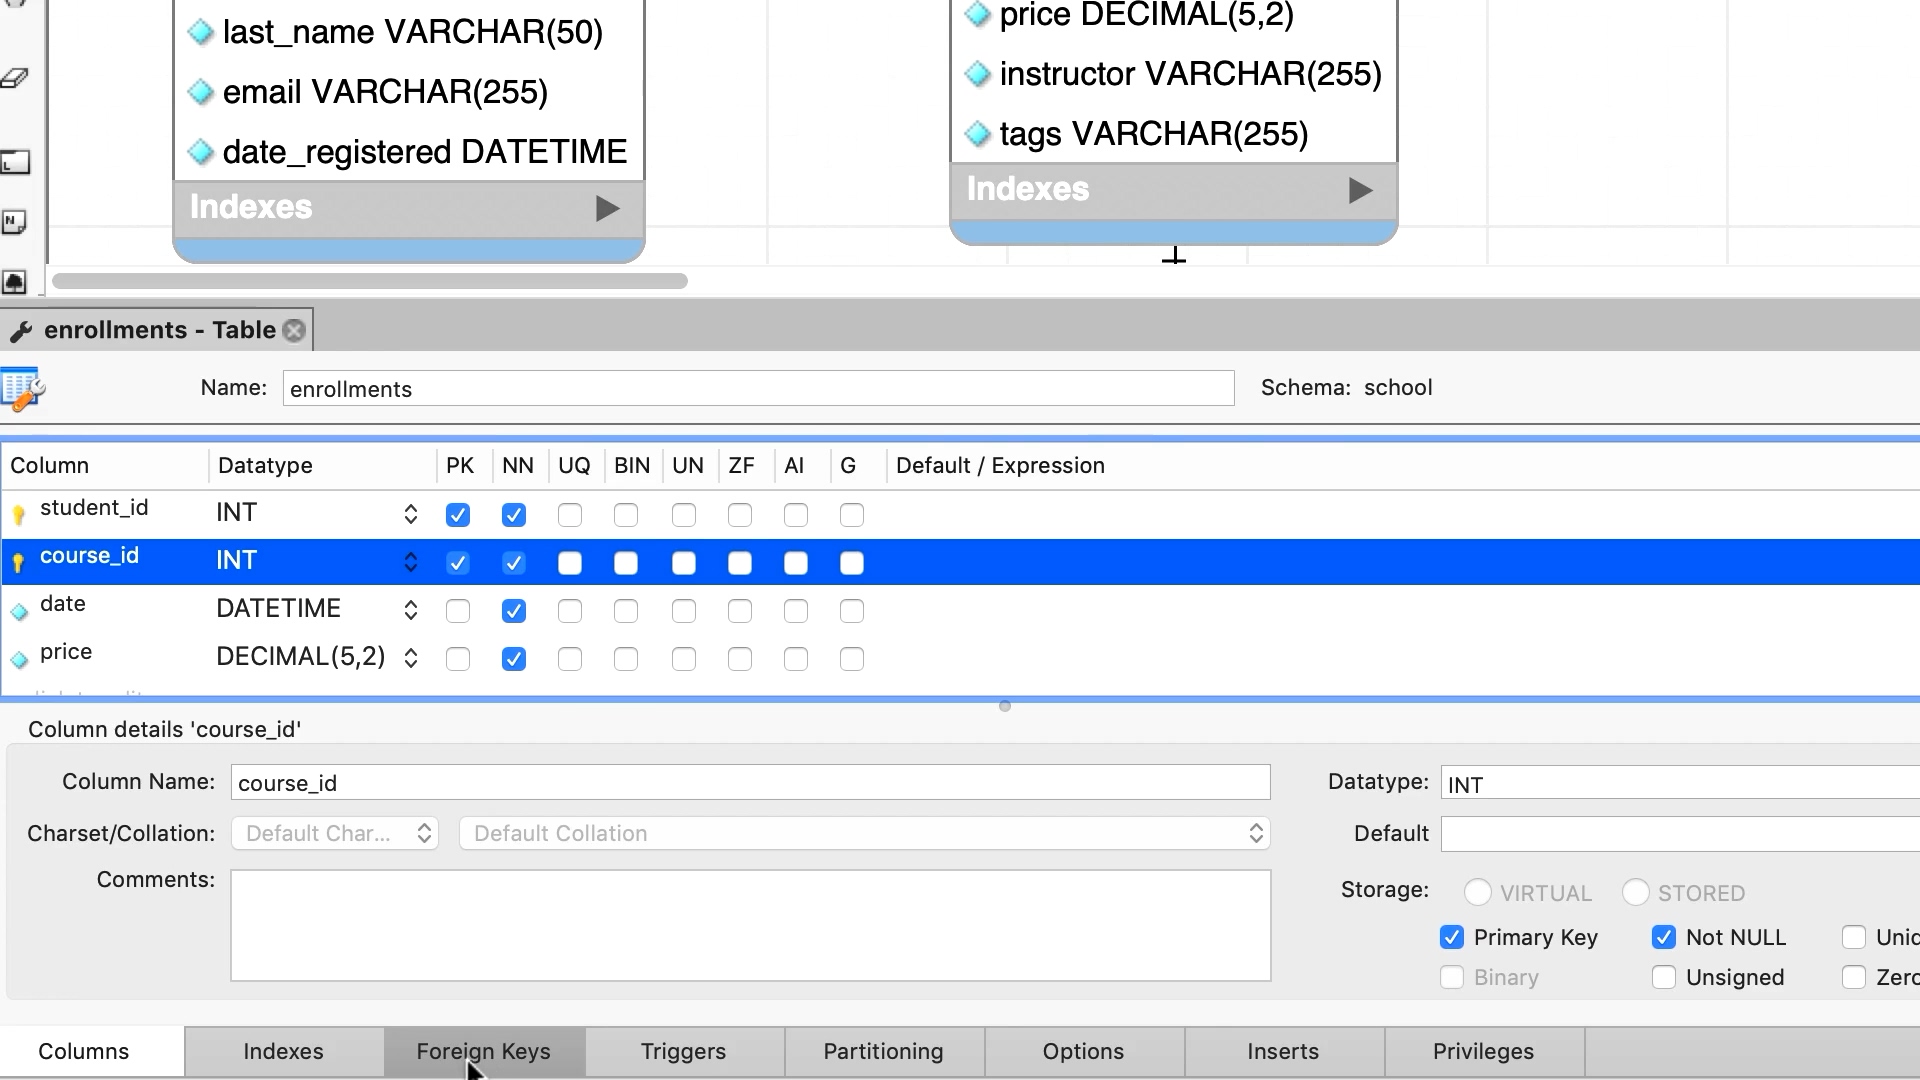 last_name VARCHAR(50)
email VARCHAR(255)
date_registered DATETIME
Indexes
price DECIMAL(5,2)
instructor VARCHAR(255)
tags VARCHAR(255)
Indexes
N
enrollments - Table
Name: enrollments Schema: school
Column Datatype PK NN UQ BIN UN ZF AI G Default / Expression
student_id INT
course_id INT
date DATETIME
price DECIMAL(5,2)
Column details 'course_id'
Column Name: course_id Datatype: INT
Charset/Collation: Default Char... Default Collation Default
Comments:
Storage: VIRTUAL STORED
Primary Key Not NULL Uniq
Binary Unsigned Zero
Columns Indexes Foreign Keys Triggers Partitioning Options Inserts Privileges